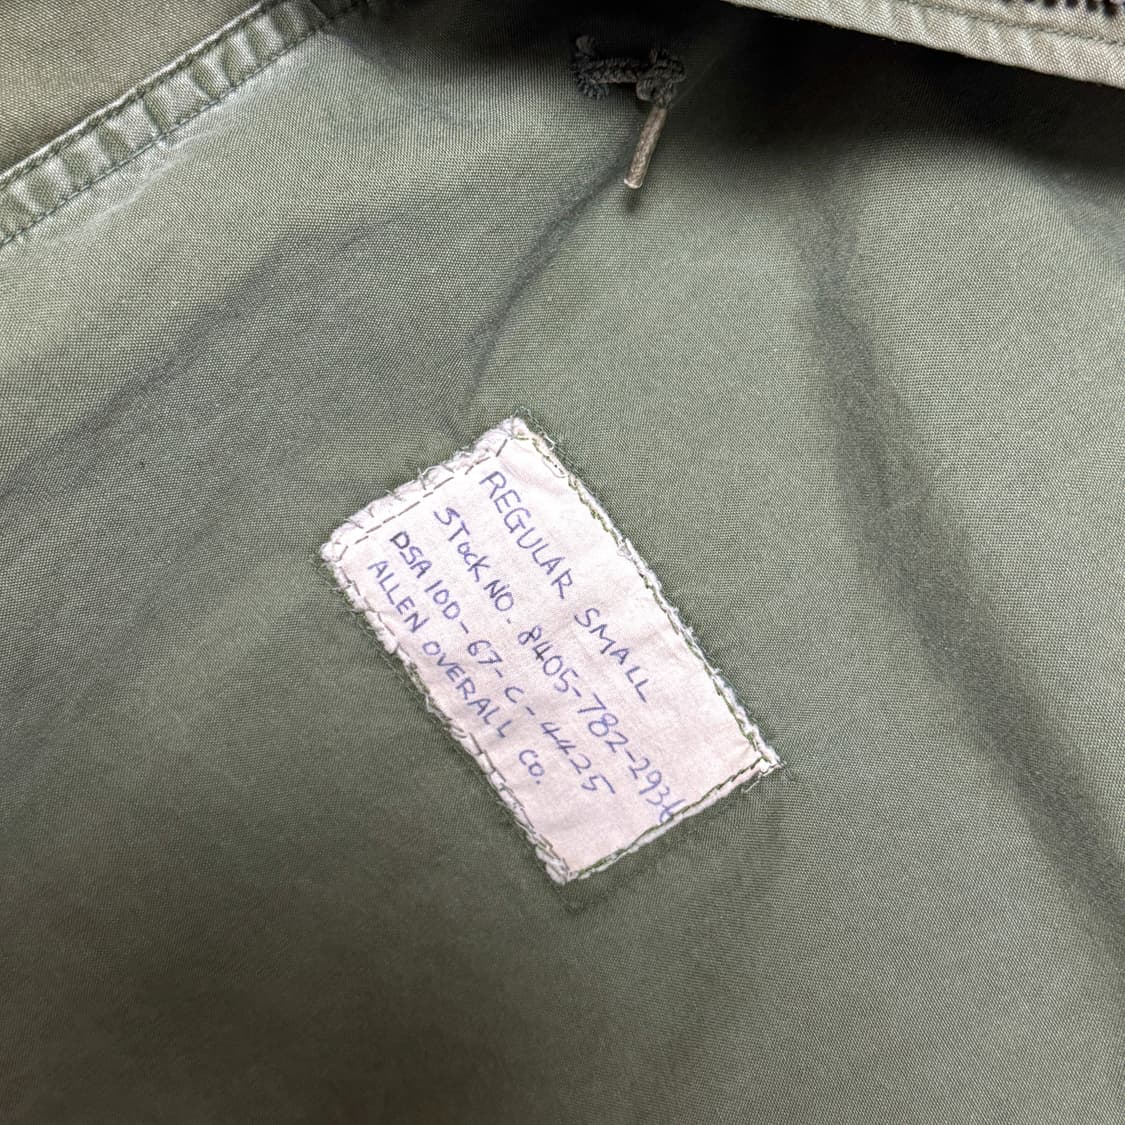 REGULAR SMALL
STOCK NO. 8405-782-2936
DSA 100-67-C-4425
ALLEN OVERALL CO.